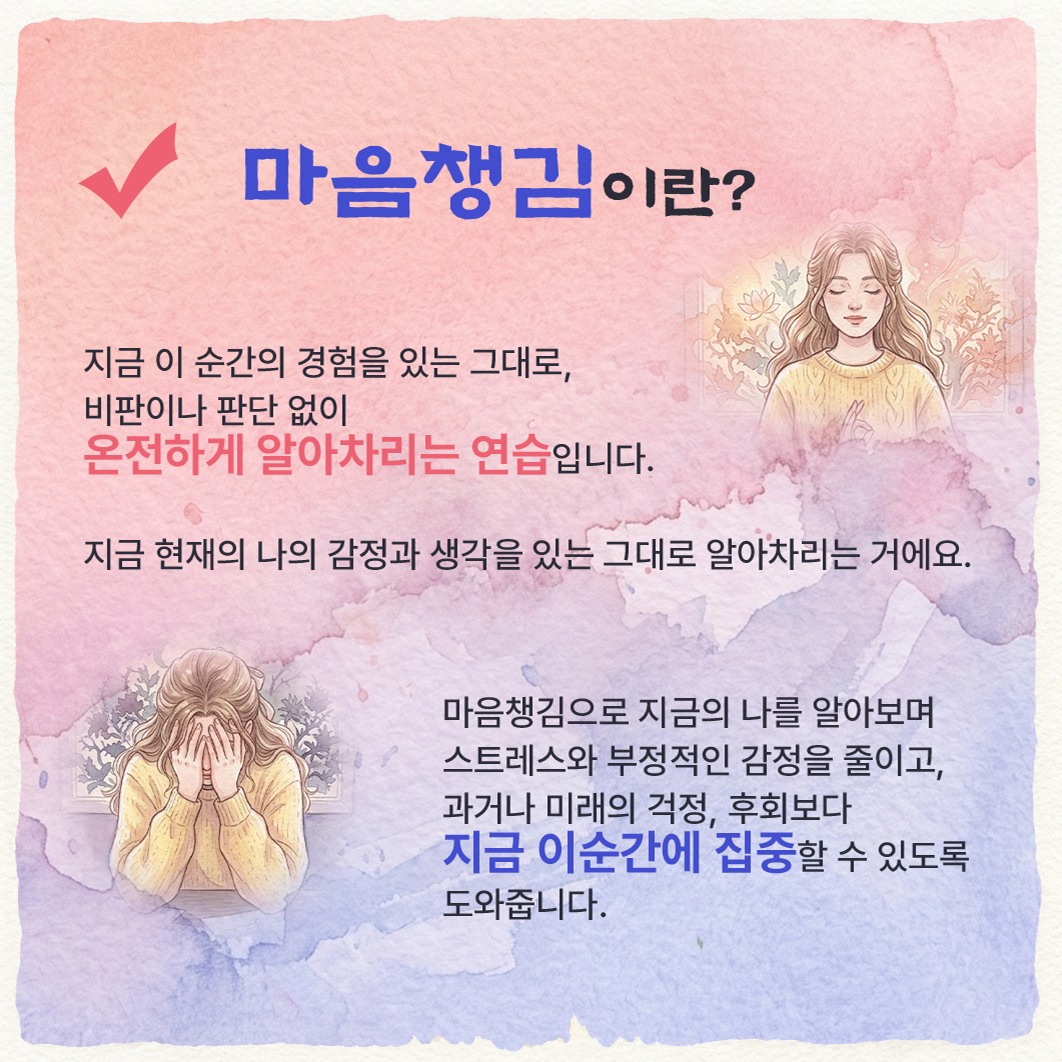 마음챙김이란?
지금 이 순간의 경험을 있는 그대로,
비판이나 판단 없이
온전하게 알아차리는 연습입니다.
지금 현재의 나의 감정과 생각을 있는 그대로 알아차리는 거에요.
마음챙김으로 지금의 나를 알아보며
스트레스와 부정적인 감정을 줄이고,
과거나 미래의 걱정, 후회보다
지금 이순간에 집중할 수 있도록
도와줍니다.